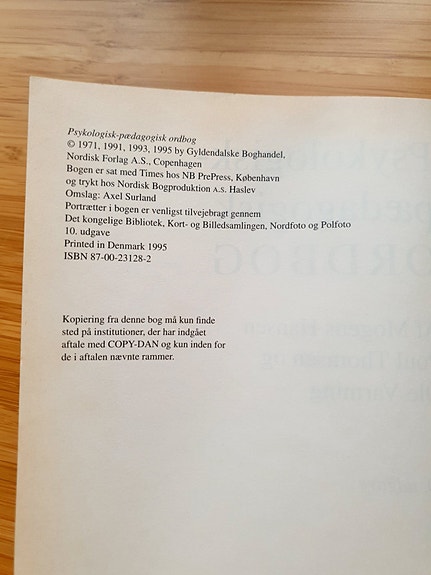 Psykologisk-pædagogisk ordbog
© 1971, 1991, 1993, 1995 by Gyldendalske Boghandel,
Nordisk Forlag A.S., Copenhagen
Bogen er sat med Times hos NB PrePress, København
og trykt hos Nordisk Bogproduktion A.S. Haslev
Omslag: Axel Surland
Portrætter i bogen er venligst tilvejebragt gennem
Det kongelige Bibliotek, Kort- og Billedsamlingen, Nordfoto og Polfoto
10. udgave
Printed in Denmark 1995
ISBN 87-00-23128-2
Kopiering fra denne bog må kun finde
sted på institutioner, der har indgået
aftale med COPY-DAN og kun inden for
de i aftalen nævnte rammer.